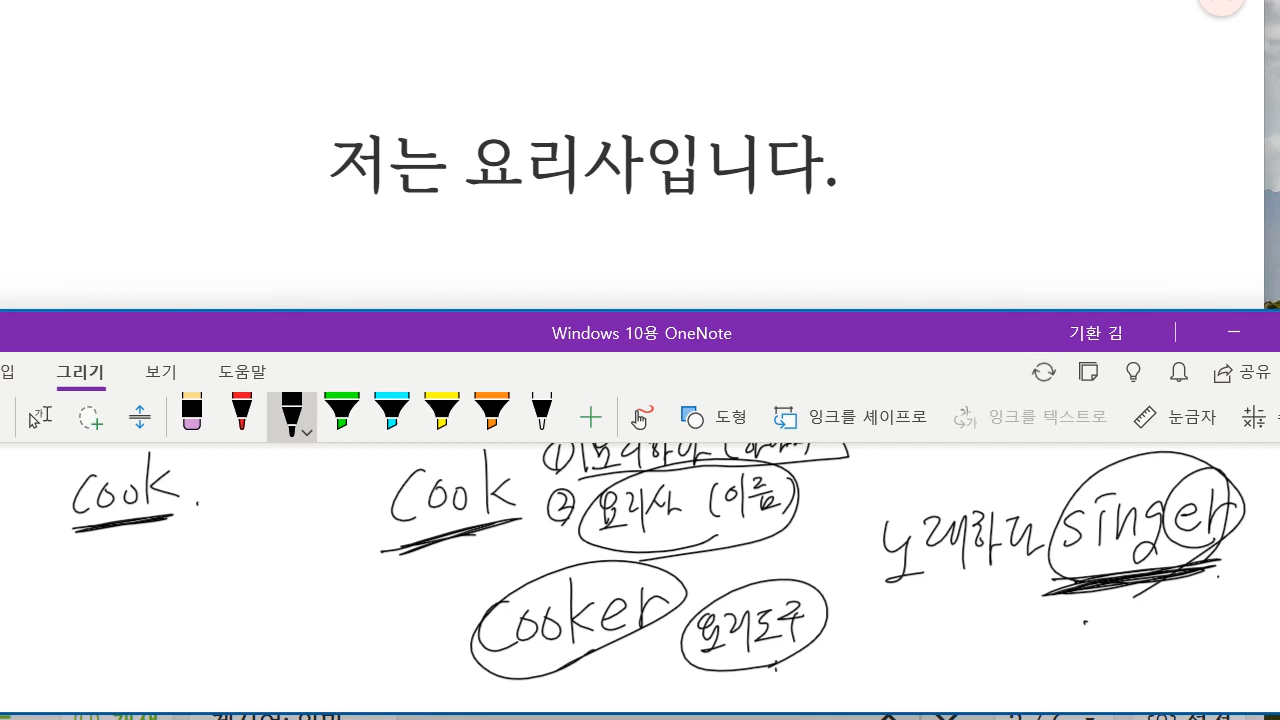 저는 요리사입니다.
Windows 10용 OneNote
기환 김
입 그리기 보기 도움말 공유
도형 잉크를 셰이프로 잉크를 텍스트로 눈금자
cook.
cook
② 요리사 (이름)
노래하다 singer
cooker 요리도구